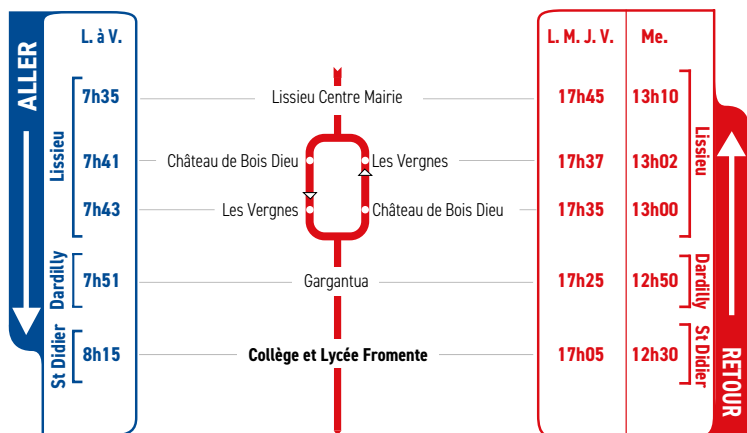 ALLER
L. à V.
L. M. J. V.
Me.
Lissieu
7h35
Lissieu Centre Mairie
17h45
13h10
Lissieu
7h41
Château de Bois Dieu
Les Vergnes
17h37
13h02
7h43
Les Vergnes
Château de Bois Dieu
17h35
13h00
Dardilly
7h51
Gargantua
17h25
12h50
Dardilly
St Didier
8h15
Collège et Lycée Fromente
17h05
12h30
St Didier
RETOUR